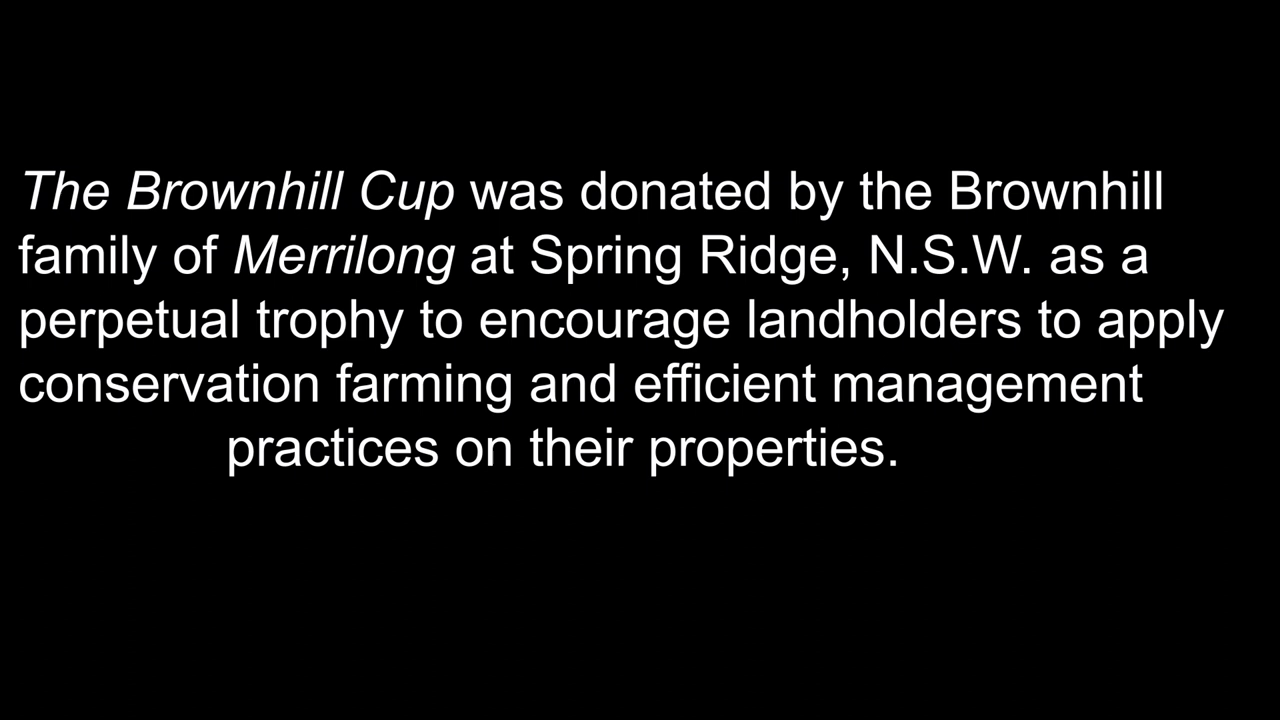 The Brownhill Cup was donated by the Brownhill
family of Merrilong at Spring Ridge, N.S.W. as a
perpetual trophy to encourage landholders to apply
conservation farming and efficient management
practices on their properties.